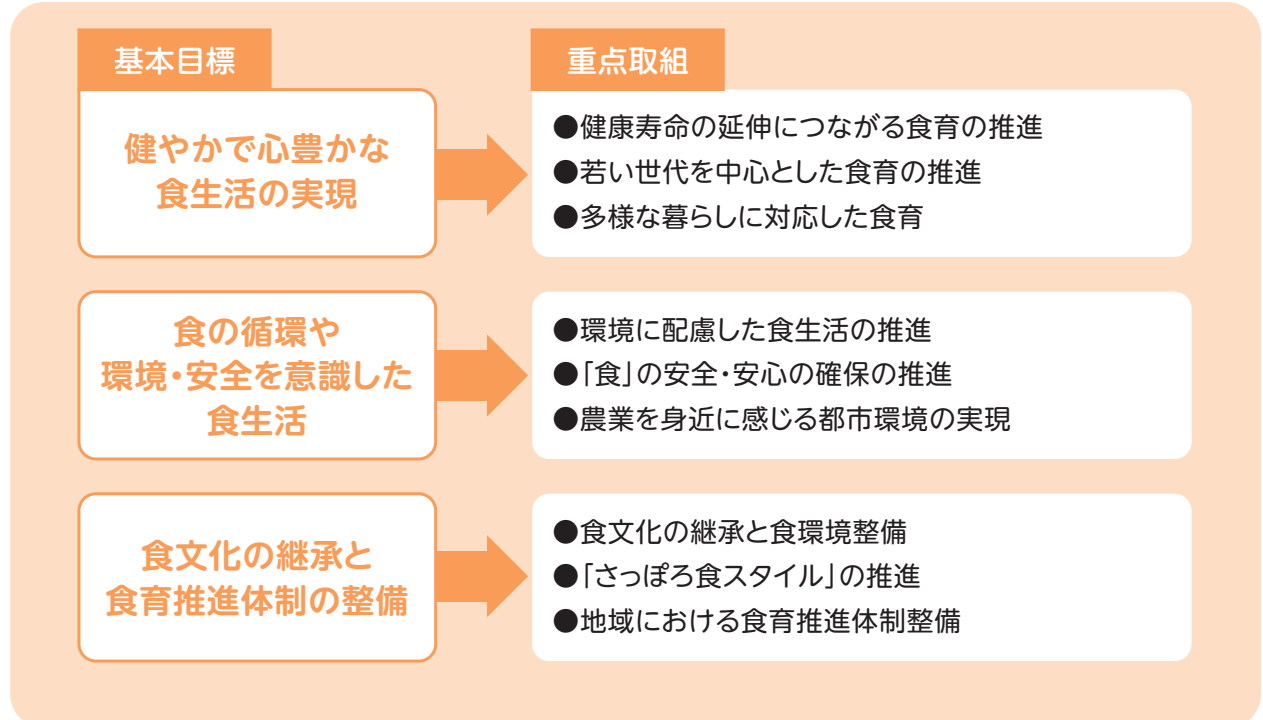 基本目標
重点取組
健やかで心豊かな
食生活の実現
●健康寿命の延伸につながる食育の推進
●若い世代を中心とした食育の推進
●多様な暮らしに対応した食育
食の循環や
環境・安全を意識した
食生活
●環境に配慮した食生活の推進
●「食」の安全・安心の確保の推進
●農業を身近に感じる都市環境の実現
食文化の継承と
食育推進体制の整備
●食文化の継承と食環境整備
●「さっぽろ食スタイル」の推進
●地域における食育推進体制整備